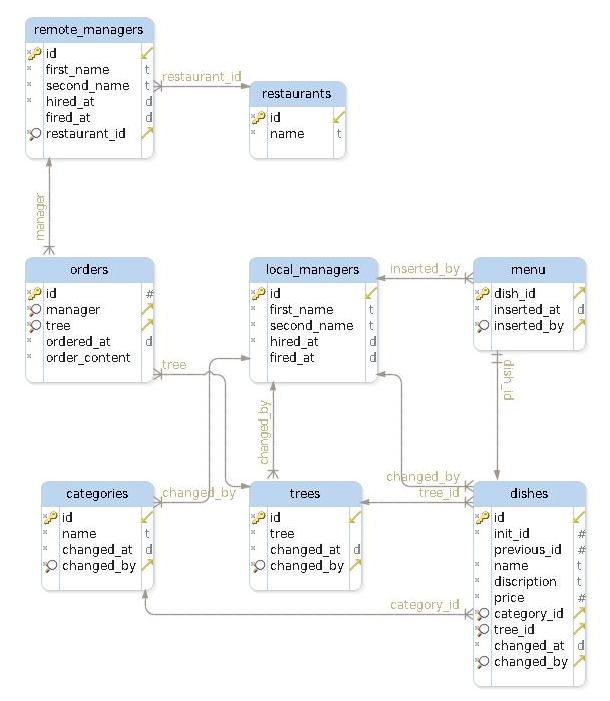 remote_managers
id
first_name t
second_name t
hired_at d
fired_at d
restaurant_id
restaurant_id
restaurants
id
name t
manager
orders
id #
manager
tree
ordered_at d
order_content
local_managers
id
first_name t
second_name t
hired_at d
fired_at d
inserted_by
menu
dish_id
inserted_at d
inserted_by
tree
changed_by
dish_id
categories
id
name t
changed_at d
changed_by
changed_by
trees
id
tree
changed_at d
changed_by
changed_by
tree_id
dishes
id
init_id #
previous_id #
name t
discription t
price #
category_id
tree_id
changed_at d
changed_by
category_id